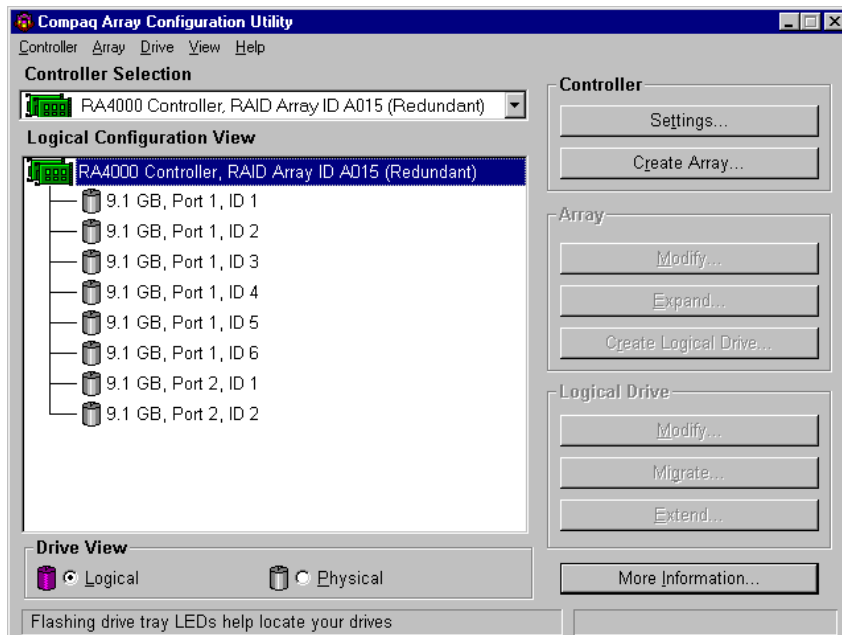 Compaq Array Configuration Utility
Controller Array Drive View Help
Controller Selection
RA4000 Controller, RAID Array ID A015 (Redundant)
Logical Configuration View
RA4000 Controller, RAID Array ID A015 (Redundant)
9.1 GB, Port 1, ID 1
9.1 GB, Port 1, ID 2
9.1 GB, Port 1, ID 3
9.1 GB, Port 1, ID 4
9.1 GB, Port 1, ID 5
9.1 GB, Port 1, ID 6
9.1 GB, Port 2, ID 1
9.1 GB, Port 2, ID 2
Drive View
Logical
Physical
Controller
Settings...
Create Array...
Array
Modify...
Expand...
Create Logical Drive...
Logical Drive
Modify...
Migrate...
Extend...
More Information...
Flashing drive tray LEDs help locate your drives